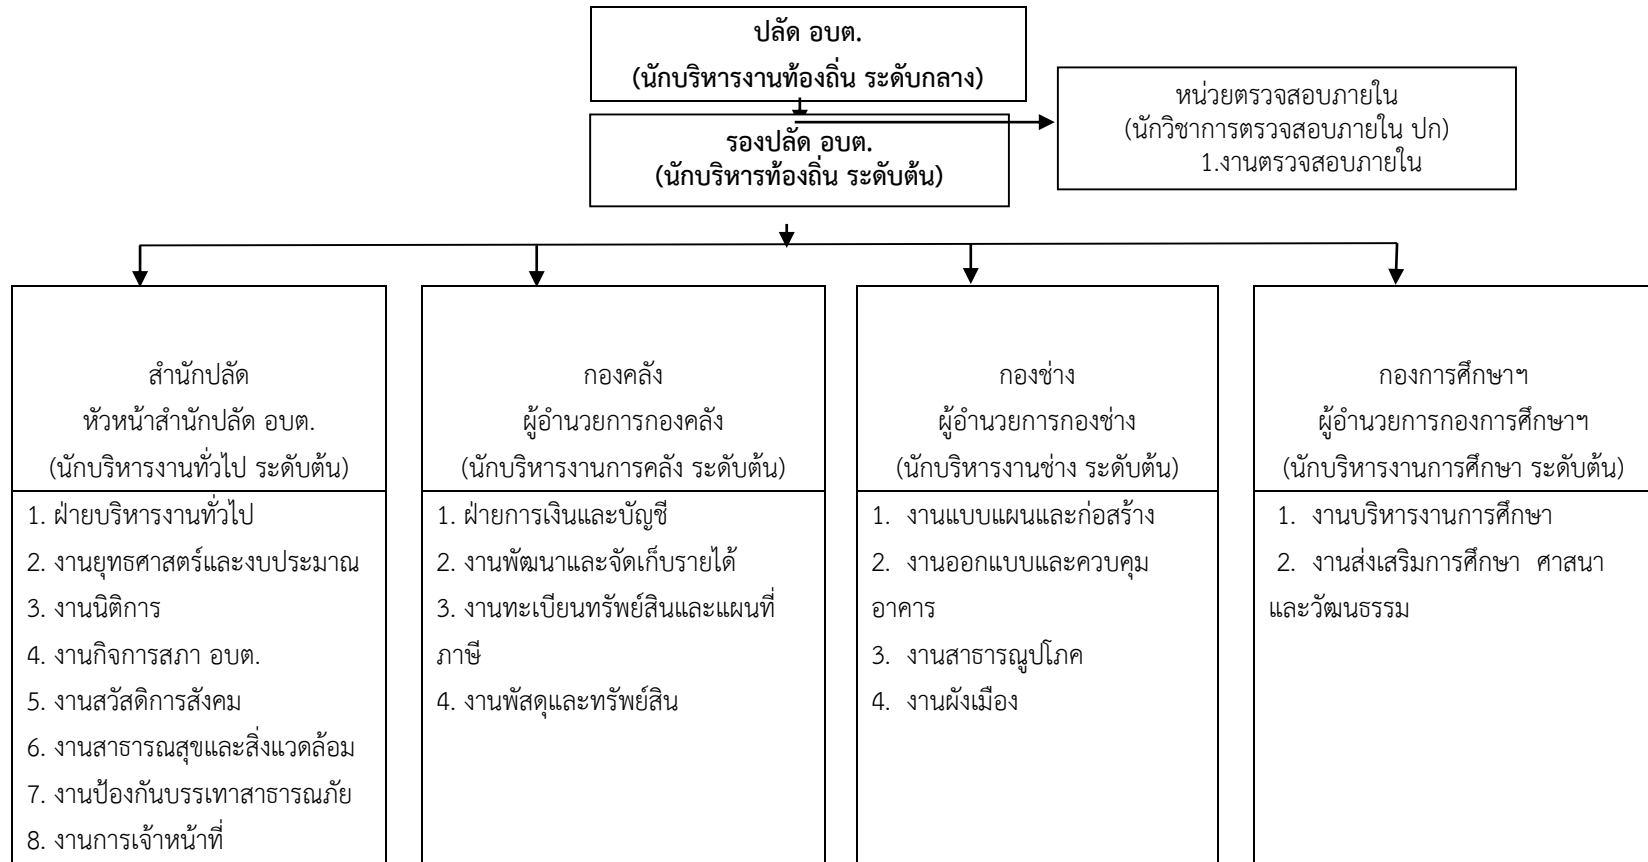 ปลัด อบต.
(นักบริหารงานท้องถิ่น ระดับกลาง)
หน่วยตรวจสอบภายใน
(นักวิชาการตรวจสอบภายใน ปก)
1.งานตรวจสอบภายใน
รองปลัด อบต.
(นักบริหารท้องถิ่น ระดับต้น)
สำนักปลัด
หัวหน้าสำนักปลัด อบต.
(นักบริหารงานทั่วไป ระดับต้น)
1. ฝ่ายบริหารงานทั่วไป
2. งานยุทธศาสตร์และงบประมาณ
3. งานนิติการ
4. งานกิจการสภา อบต.
5. งานสวัสดิการสังคม
6. งานสาธารณสุขและสิ่งแวดล้อม
7. งานป้องกันบรรเทาสาธารณภัย
8. งานการเจ้าหน้าที่
กองคลัง
ผู้อำนวยการกองคลัง
(นักบริหารงานการคลัง ระดับต้น)
1. ฝ่ายการเงินและบัญชี
2. งานพัฒนาและจัดเก็บรายได้
3. งานทะเบียนทรัพย์สินและแผนที่
ภาษี
4. งานพัสดุและทรัพย์สิน
กองช่าง
ผู้อำนวยการกองช่าง
(นักบริหารงานช่าง ระดับต้น)
1. งานแบบแผนและก่อสร้าง
2. งานออกแบบและควบคุม
อาคาร
3. งานสาธารณูปโภค
4. งานผังเมือง
กองการศึกษาฯ
ผู้อำนวยการกองการศึกษาฯ
(นักบริหารงานการศึกษา ระดับต้น)
1. งานบริหารงานการศึกษา
2. งานส่งเสริมการศึกษา ศาสนา
และวัฒนธรรม